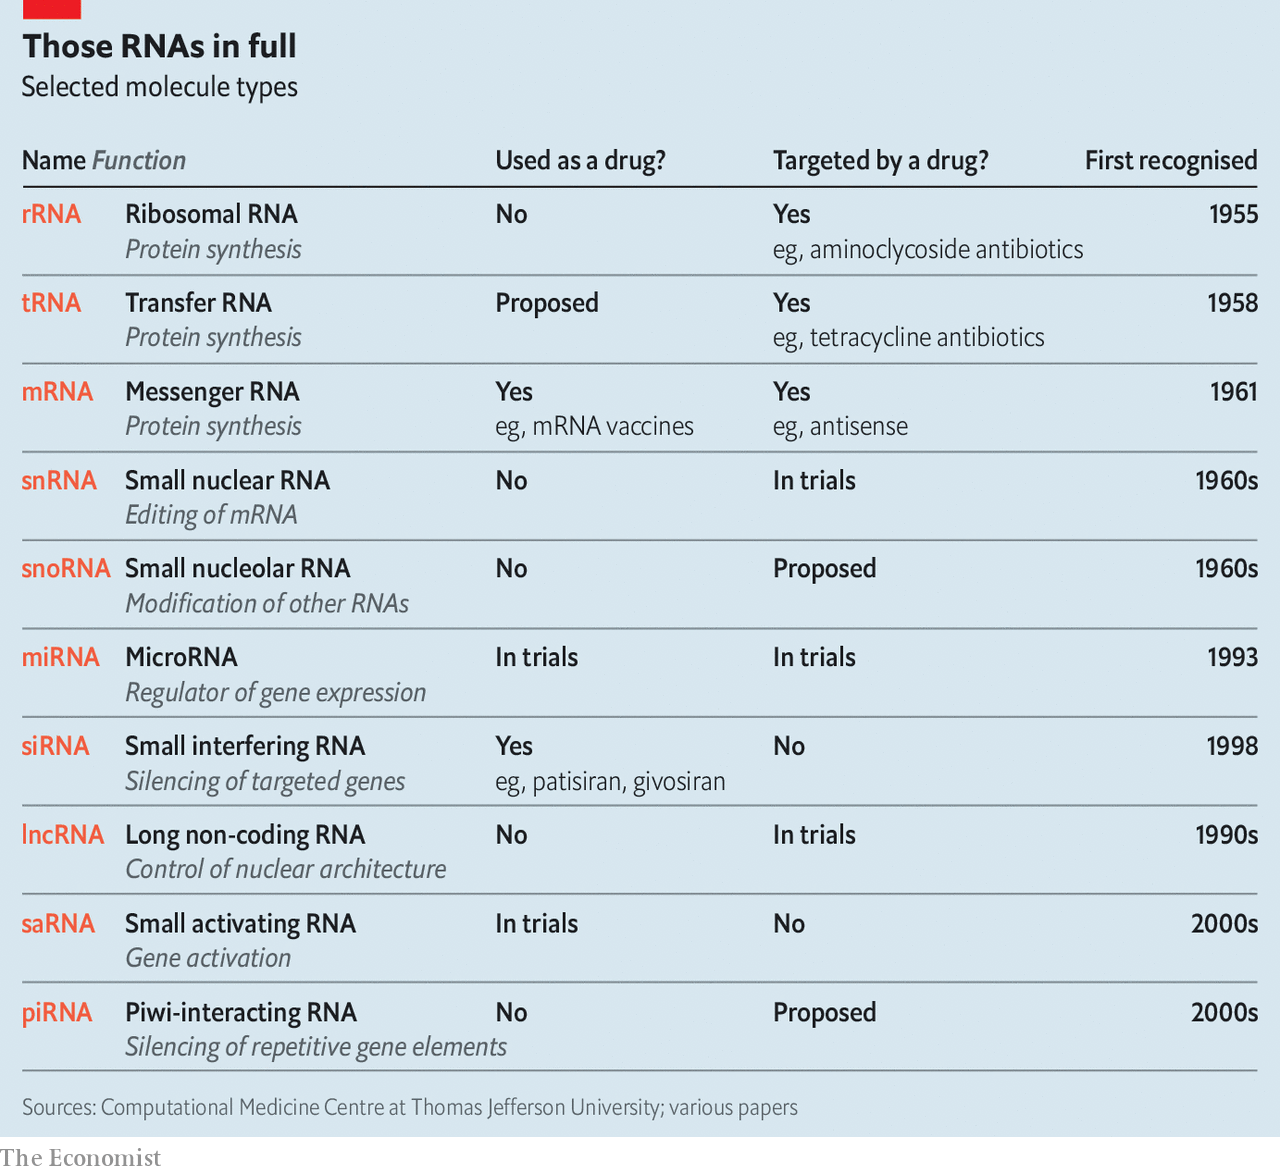 Those RNAs in full
Selected molecule types
Name Function Used as a drug? Targeted by a drug? First recognised
rRNA Ribosomal RNA No Yes 1955
Protein synthesis eg, aminoclycoside antibiotics
tRNA Transfer RNA Proposed Yes 1958
Protein synthesis eg, tetracycline antibiotics
mRNA Messenger RNA Yes Yes 1961
Protein synthesis eg, mRNA vaccines eg, antisense
snRNA Small nuclear RNA No In trials 1960s
Editing of mRNA
snoRNA Small nucleolar RNA No Proposed 1960s
Modification of other RNAs
miRNA MicroRNA In trials In trials 1993
Regulator of gene expression
siRNA Small interfering RNA Yes No 1998
Silencing of targeted genes eg, patisiran, givosiran
lncRNA Long non-coding RNA No In trials 1990s
Control of nuclear architecture
saRNA Small activating RNA In trials No 2000s
Gene activation
piRNA Piwi-interacting RNA No Proposed 2000s
Silencing of repetitive gene elements
Sources: Computational Medicine Centre at Thomas Jefferson University; various papers
The Economist